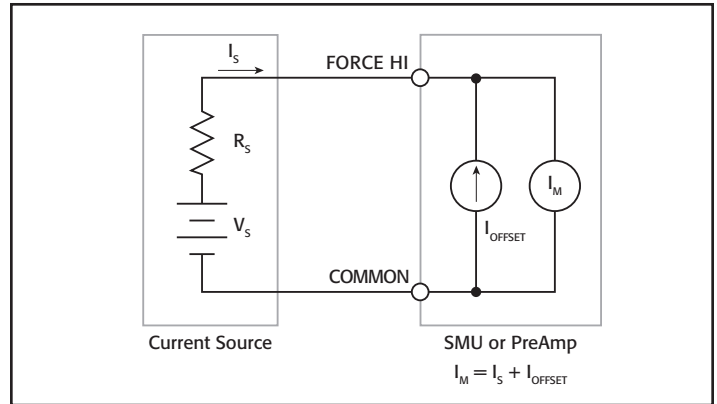 I_S
FORCE HI
R_S
V_S
I_OFFSET
I_M
COMMON
Current Source
SMU or PreAmp
I_M = I_S + I_OFFSET